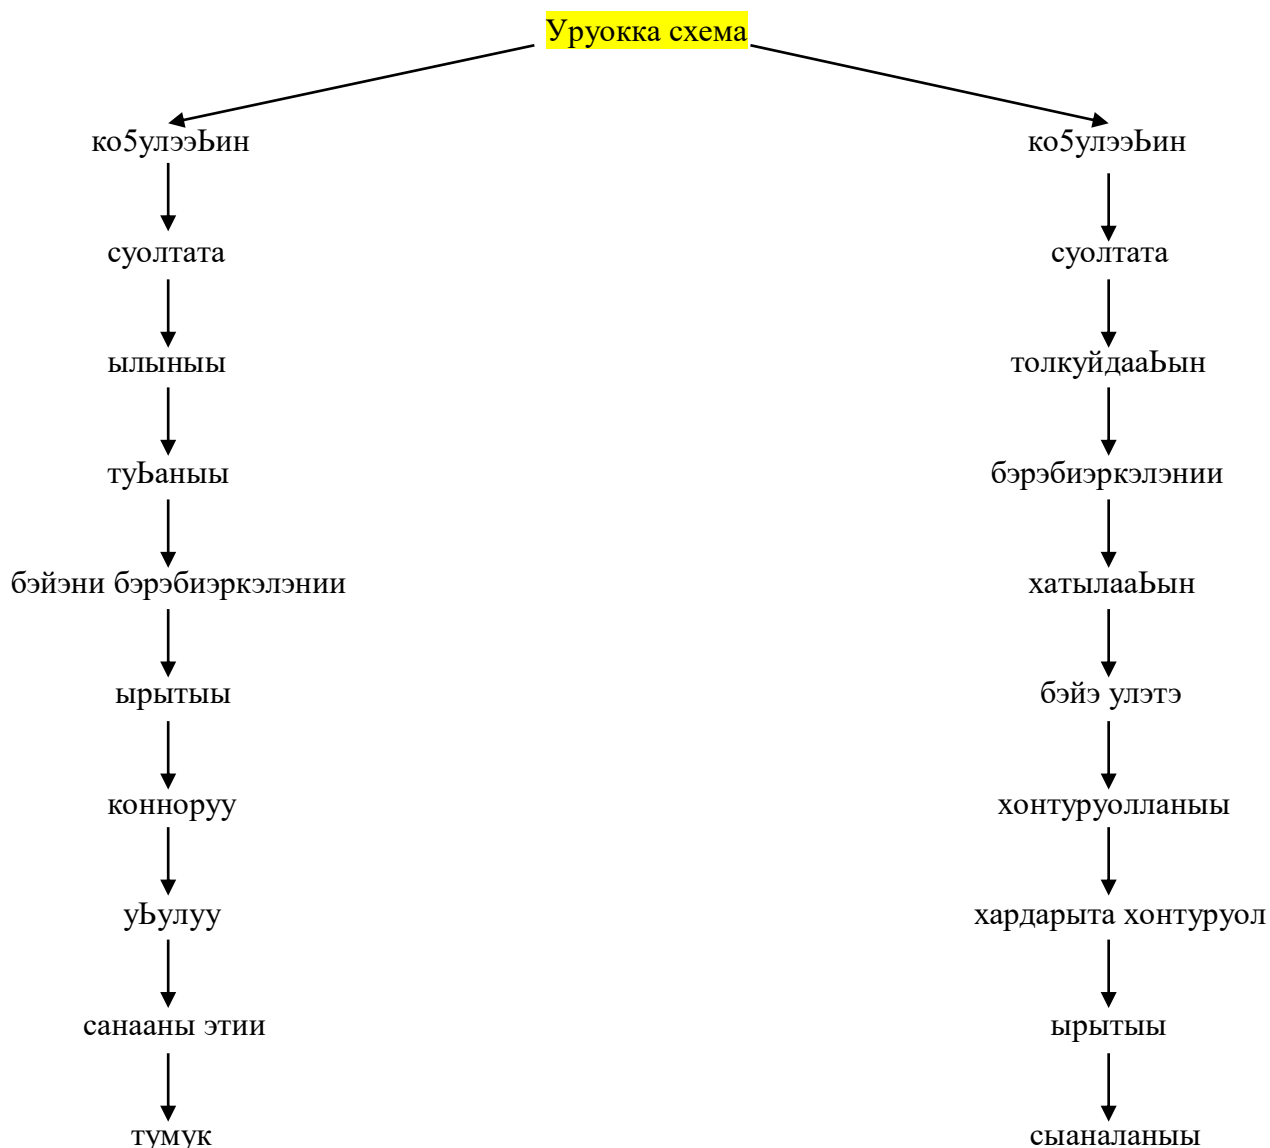 Уруокка схема
ко5улээЬин ко5улээЬин
суолтата суолтата
ылыныы толкуйдааЬын
туЬаныы бэрэбиэркэлэнии
бэйэни бэрэбиэркэлэнии хатылааЬын
ырытыы бэйэ улэтэ
конноруу хонтуруолланыы
уЬулуу хардарыта хонтуруол
санааны этии ырытыы
тумук сыаналаныы